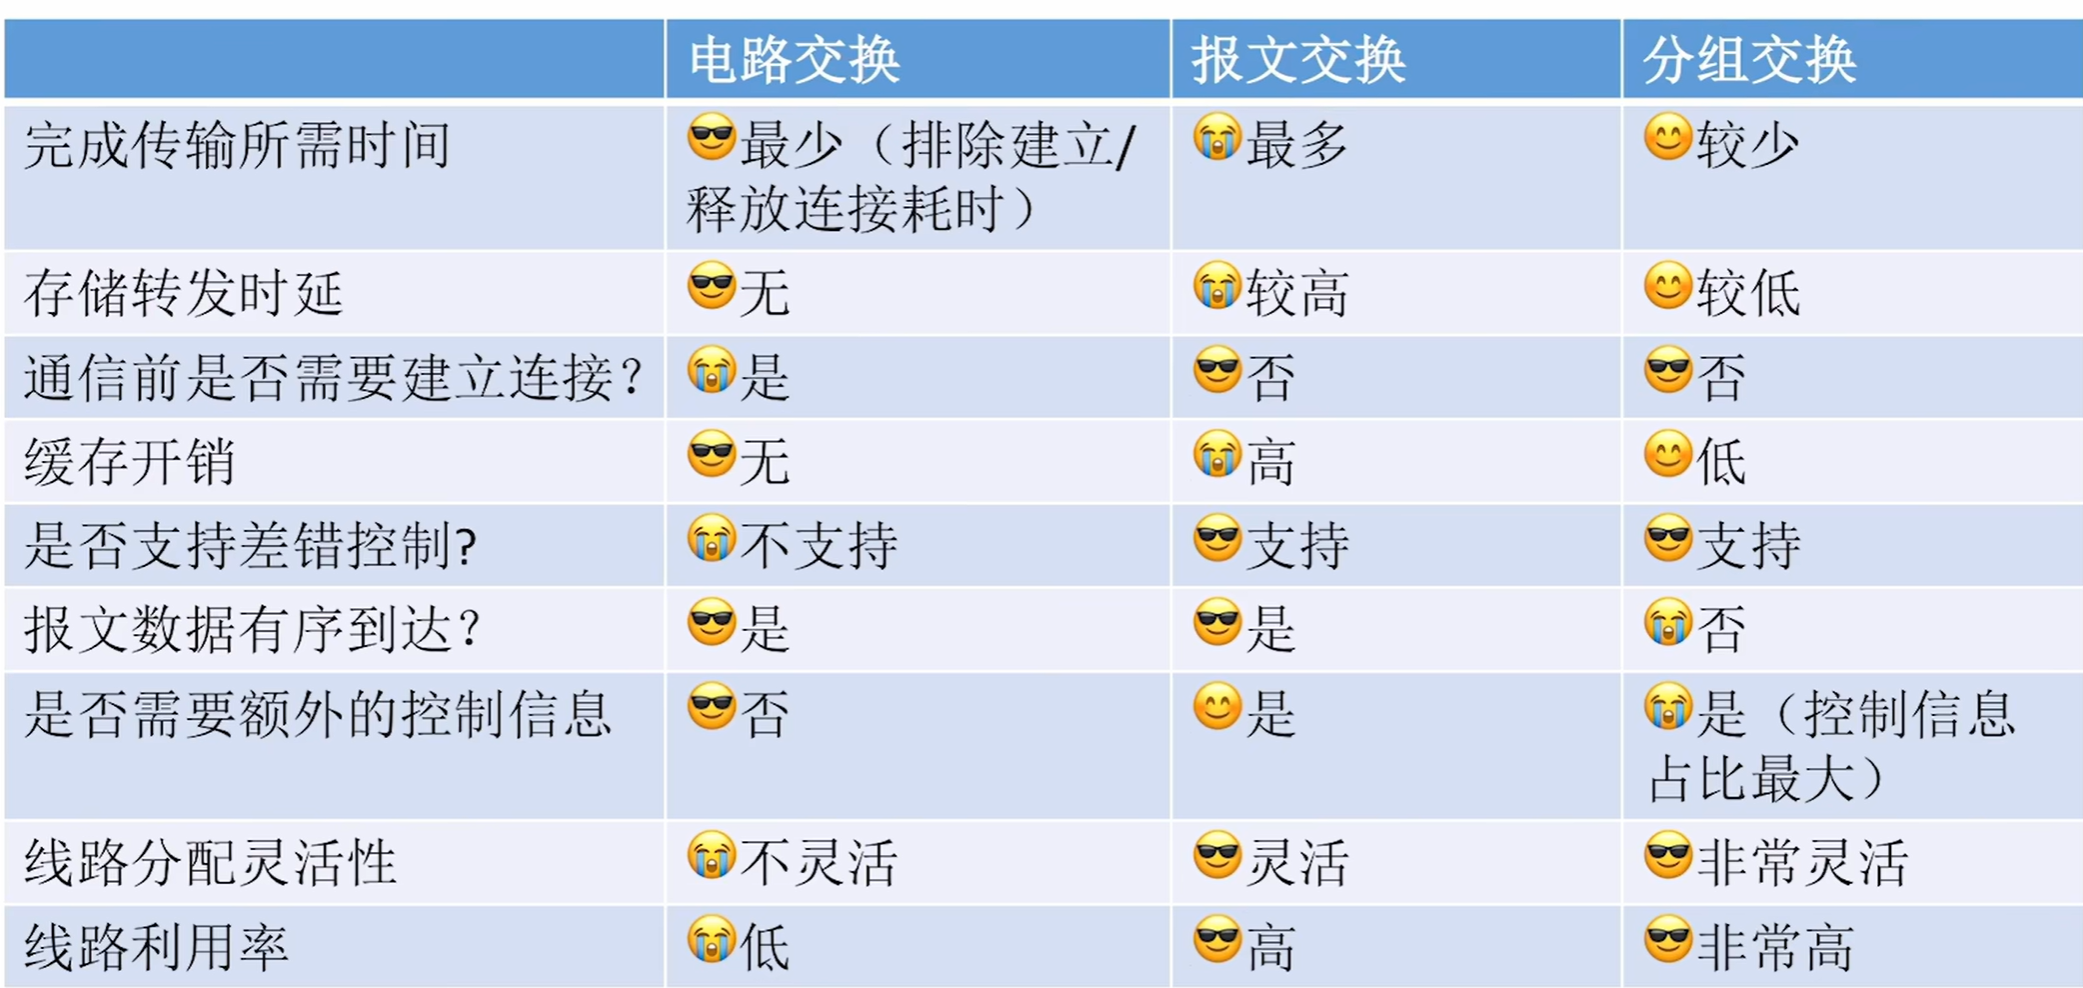 电路交换 报文交换 分组交换
完成传输所需时间 😎最少（排除建立/ 😭最多 😊较少
释放连接耗时）
存储转发时延 😎无 😭较高 😊较低
通信前是否需要建立连接？ 😭是 😎否 😎否
缓存开销 😎无 😭高 😊低
是否支持差错控制? 😭不支持 😎支持 😎支持
报文数据有序到达？ 😎是 😎是 😭否
是否需要额外的控制信息 😎否 😊是 😭是（控制信息
占比最大）
线路分配灵活性 😭不灵活 😎灵活 😎非常灵活
线路利用率 😭低 😎高 😎非常高